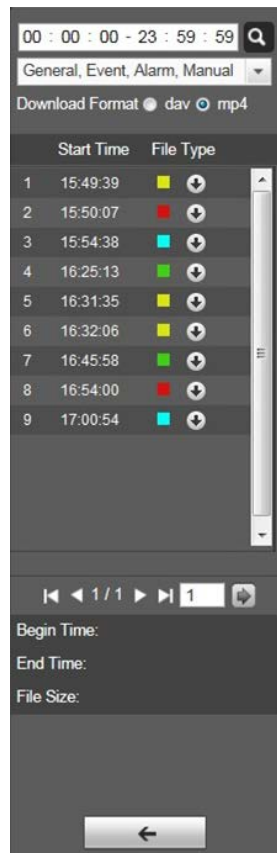 00 : 00 : 00 - 23 : 59 : 59
General, Event, Alarm, Manual
Download Format dav mp4
Start Time File Type
1 15:49:39
2 15:50:07
3 15:54:38
4 16:25:13
5 16:31:35
6 16:32:06
7 16:45:58
8 16:54:00
9 17:00:54
1 / 1 1
Begin Time:
End Time:
File Size: